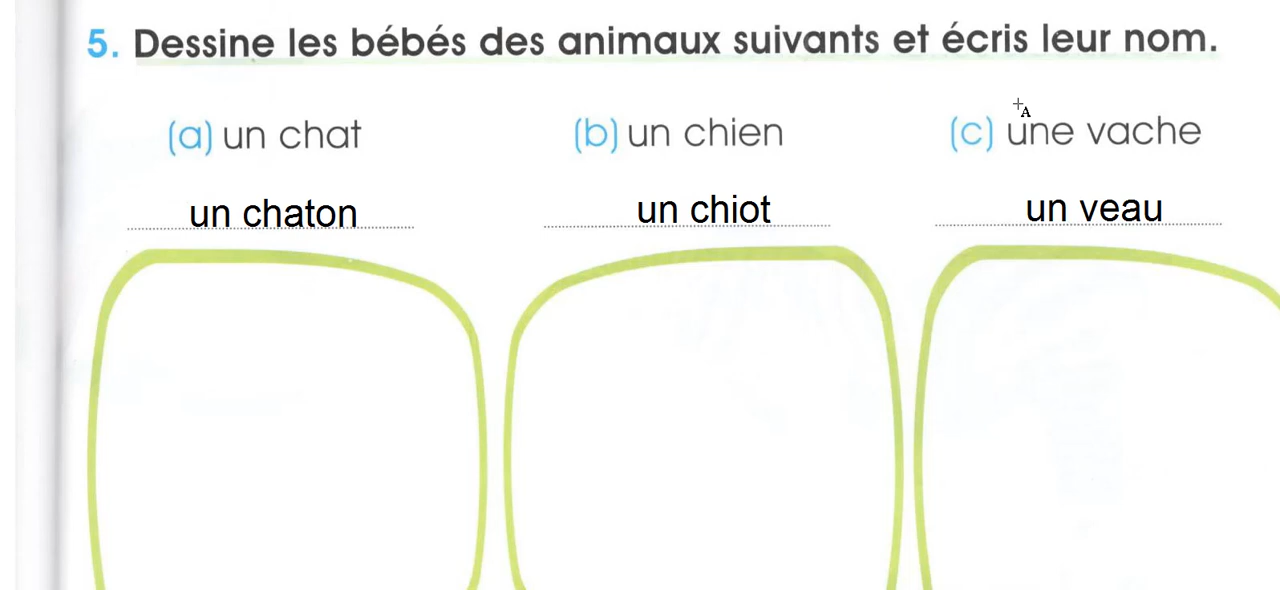 5. Dessine les bébés des animaux suivants et écris leur nom.
(a) un chat (b) un chien (c) une vache
un chaton un chiot un veau